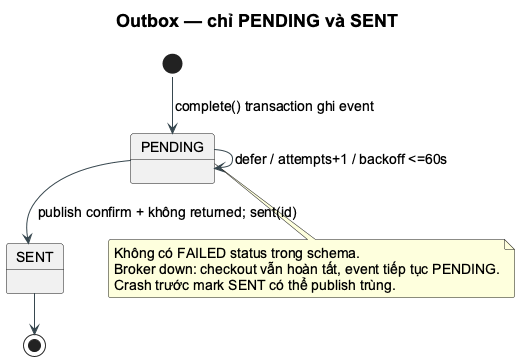 Outbox — chỉ PENDING và SENT
complete() transaction ghi event
PENDING
defer / attempts+1 / backoff <=60s
publish confirm + không returned; sent(id)
SENT
Không có FAILED status trong schema.
Broker down: checkout vẫn hoàn tất, event tiếp tục PENDING.
Crash trước mark SENT có thể publish trùng.